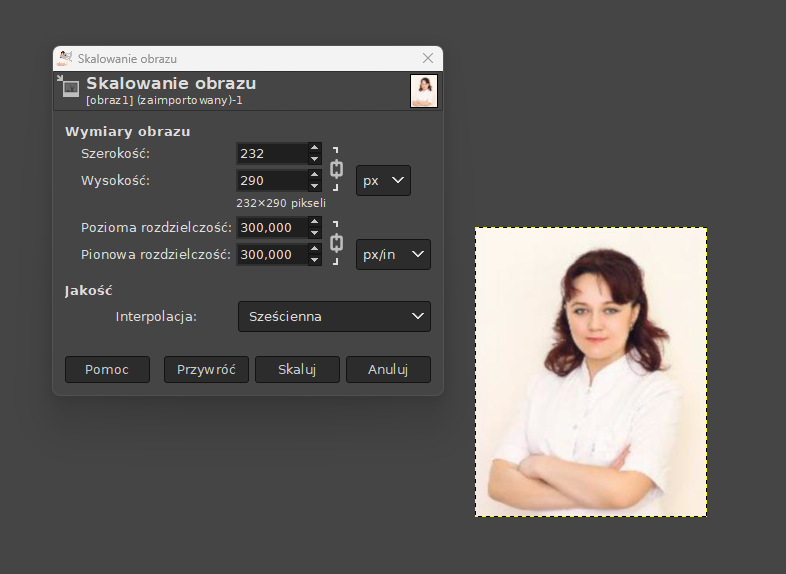 Skalowanie obrazu
Skalowanie obrazu
[obraz1] (zaimportowany)-1
Wymiary obrazu
Szerokość: 232
Wysokość: 290 px
232×290 pikseli
Pozioma rozdzielczość: 300,000
Pionowa rozdzielczość: 300,000 px/in
Jakość
Interpolacja: Sześcienna
Pomoc Przywróć Skaluj Anuluj